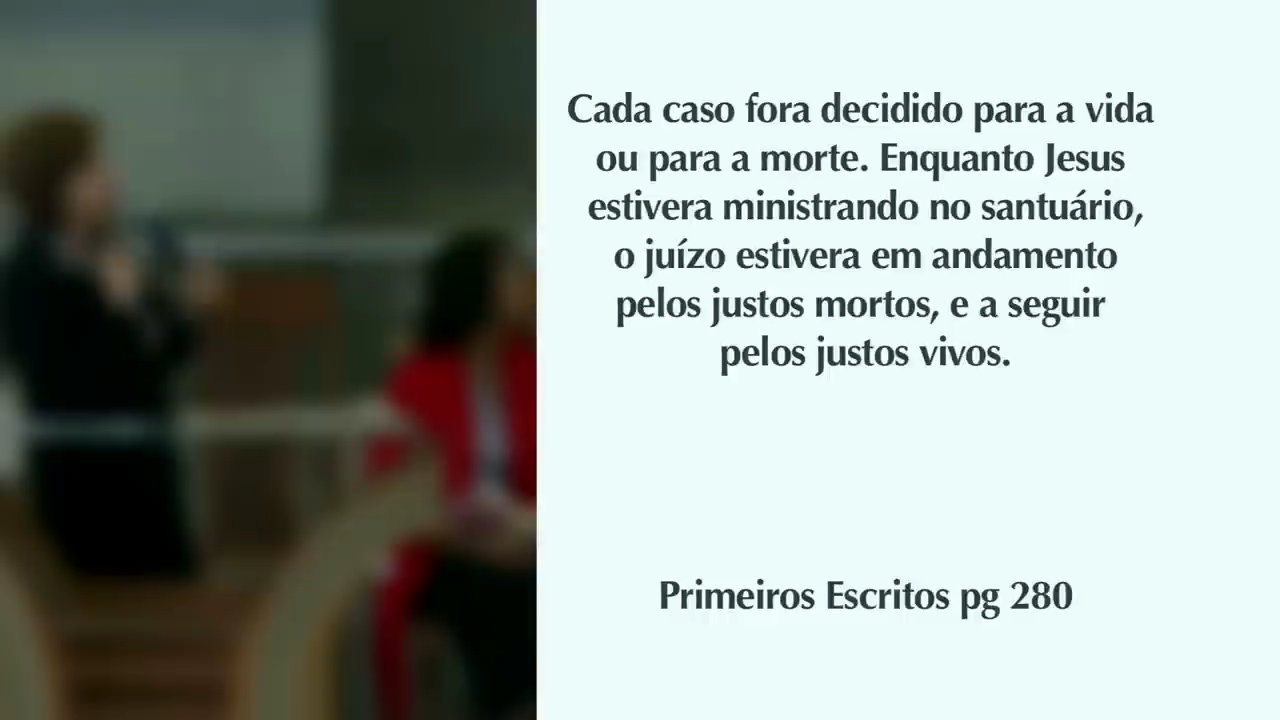 Cada caso fora decidido para a vida
ou para a morte. Enquanto Jesus
estivera ministrando no santuário,
o juízo estivera em andamento
pelos justos mortos, e a seguir
pelos justos vivos.
Primeiros Escritos pg 280